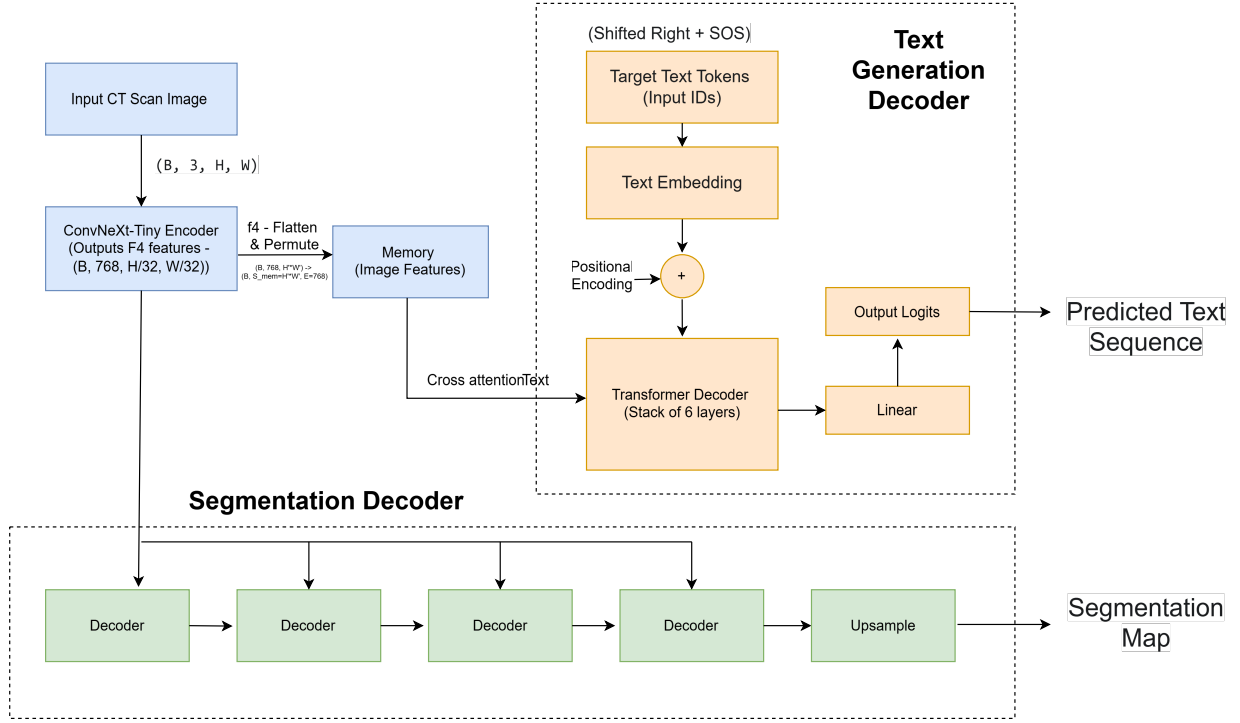 (Shifted Right + SOS)
Text
Generation
Decoder
Target Text Tokens
(Input IDs)
Input CT Scan Image
(B, 3, H, W)
Text Embedding
ConvNeXt-Tiny Encoder
(Outputs F4 features -
(B, 768, H/32, W/32))
f4 - Flatten
& Permute
(B, 768, H'*W') ->
(B, S_mem=H'*W', E=768)
Memory
(Image Features)
Positional
Encoding
+
Output Logits
Predicted Text
Sequence
Cross attentionText
Transformer Decoder
(Stack of 6 layers)
Linear
Segmentation Decoder
Decoder
Decoder
Decoder
Decoder
Upsample
Segmentation
Map